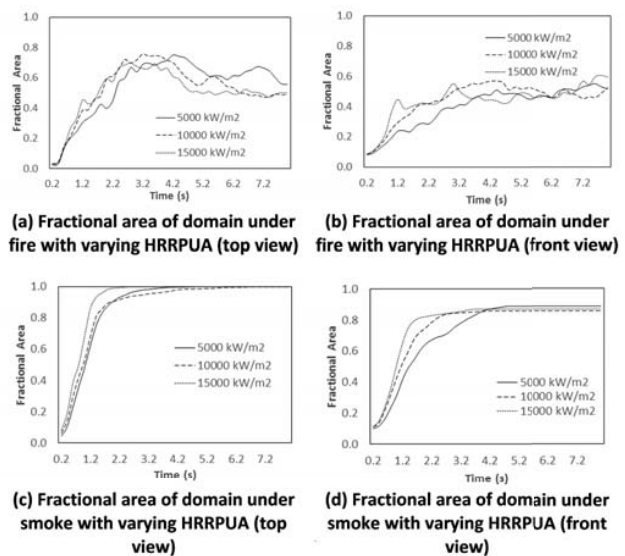 1.0
0.8
0.6
0.4
0.2
0.0
Fractional Area
5000 kW/m2
10000 kW/m2
15000 kW/m2
0.2 1.2 2.2 3.2 4.2 5.2 6.2 7.2
Time (s)
(a) Fractional area of domain under
fire with varying HRRPUA (top view)
1.0
0.8
0.6
0.4
0.2
0.0
Fractional Area
5000 kW/m2
10000 kW/m2
15000 kW/m2
0.2 1.2 2.2 3.2 4.2 5.2 6.2 7.2
Time (s)
(b) Fractional area of domain under
fire with varying HRRPUA (front view)
1.0
0.8
0.6
0.4
0.2
0.0
Fractional Area
5000 kW/m2
10000 kW/m2
15000 kW/m2
0.2 1.2 2.2 3.2 4.2 5.2 6.2 7.2
Time (s)
(c) Fractional area of domain under
smoke with varying HRRPUA (top
view)
1.0
0.8
0.6
0.4
0.2
0.0
Fractional Area
5000 kW/m2
10000 kW/m2
15000 kW/m2
0.2 1.2 2.2 3.2 4.2 5.2 6.2 7.2
Time (s)
(d) Fractional area of domain under
smoke with varying HRRPUA (front
view)